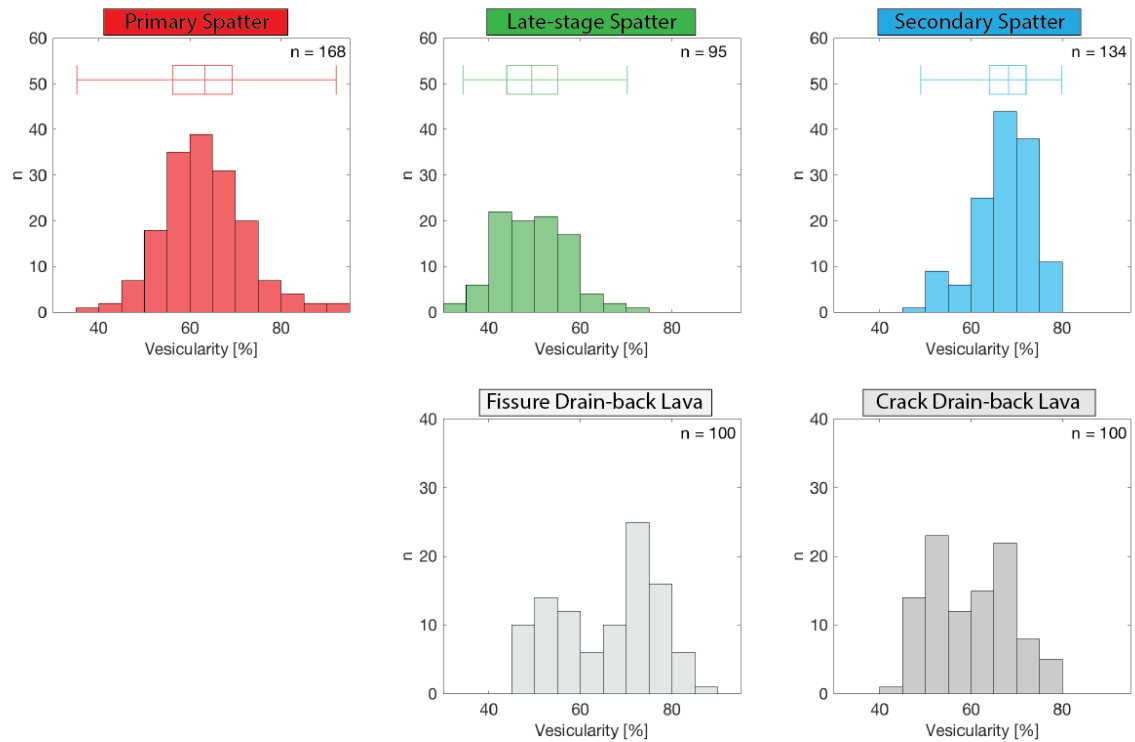 Primary Spatter
n = 168
60
50
40
30
20
10
0
n
40
60
80
Vesicularity [%]
Late-stage Spatter
n = 95
60
50
40
30
20
10
0
n
40
60
80
Vesicularity [%]
Secondary Spatter
n = 134
60
50
40
30
20
10
0
n
40
60
80
Vesicularity [%]
Fissure Drain-back Lava
n = 100
40
30
20
10
0
n
40
60
80
Vesicularity [%]
Crack Drain-back Lava
n = 100
40
30
20
10
0
n
40
60
80
Vesicularity [%]